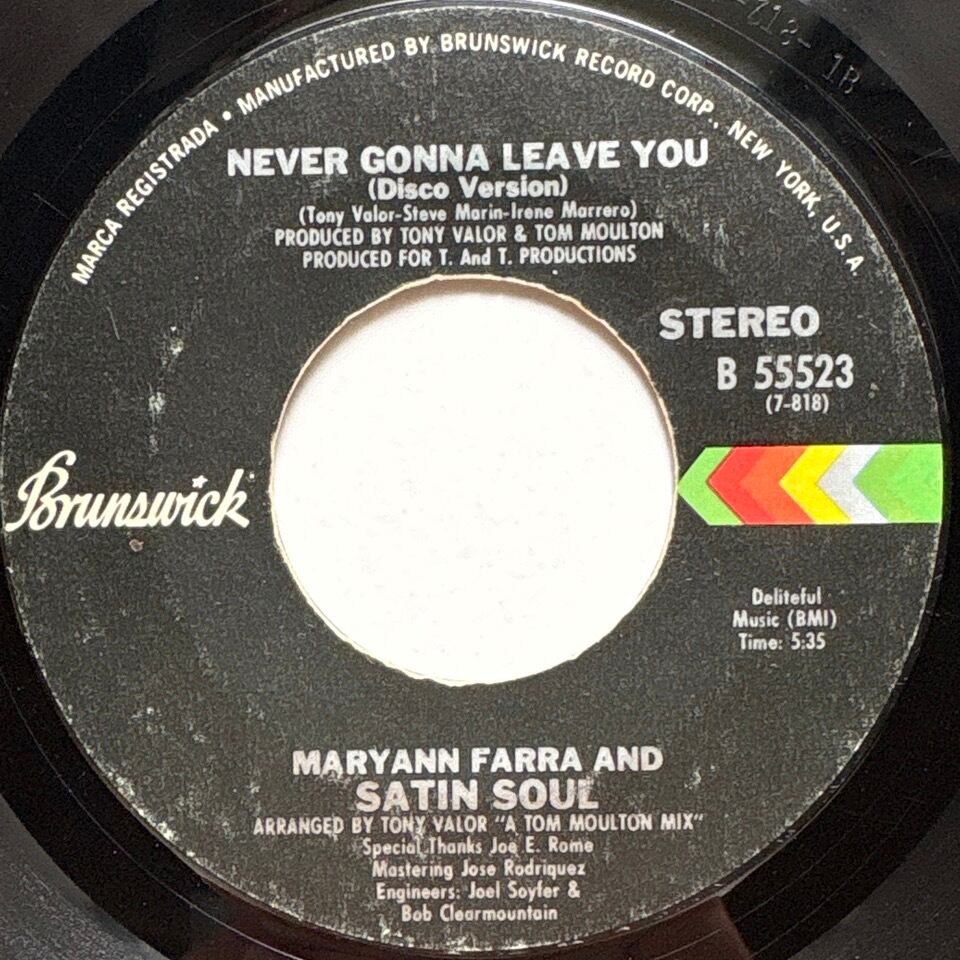 MARCA REGISTRADA • MANUFACTURED BY BRUNSWICK RECORD CORP., NEW YORK, U.S.A.
NEVER GONNA LEAVE YOU
(Disco Version)
(Tony Valor-Steve Marin-Irene Marrero)
PRODUCED BY TONY VALOR & TOM MOULTON
PRODUCED FOR T. And T. PRODUCTIONS
STEREO
B 55523
(7-818)
Brunswick
Deliteful
Music (BMI)
Time: 5:35
MARYANN FARRA AND
SATIN SOUL
ARRANGED BY TONY VALOR "A TOM MOULTON MIX"
Special Thanks Joe E. Rome
Mastering Jose Rodriquez
Engineers: Joel Soyfer &
Bob Clearmountain